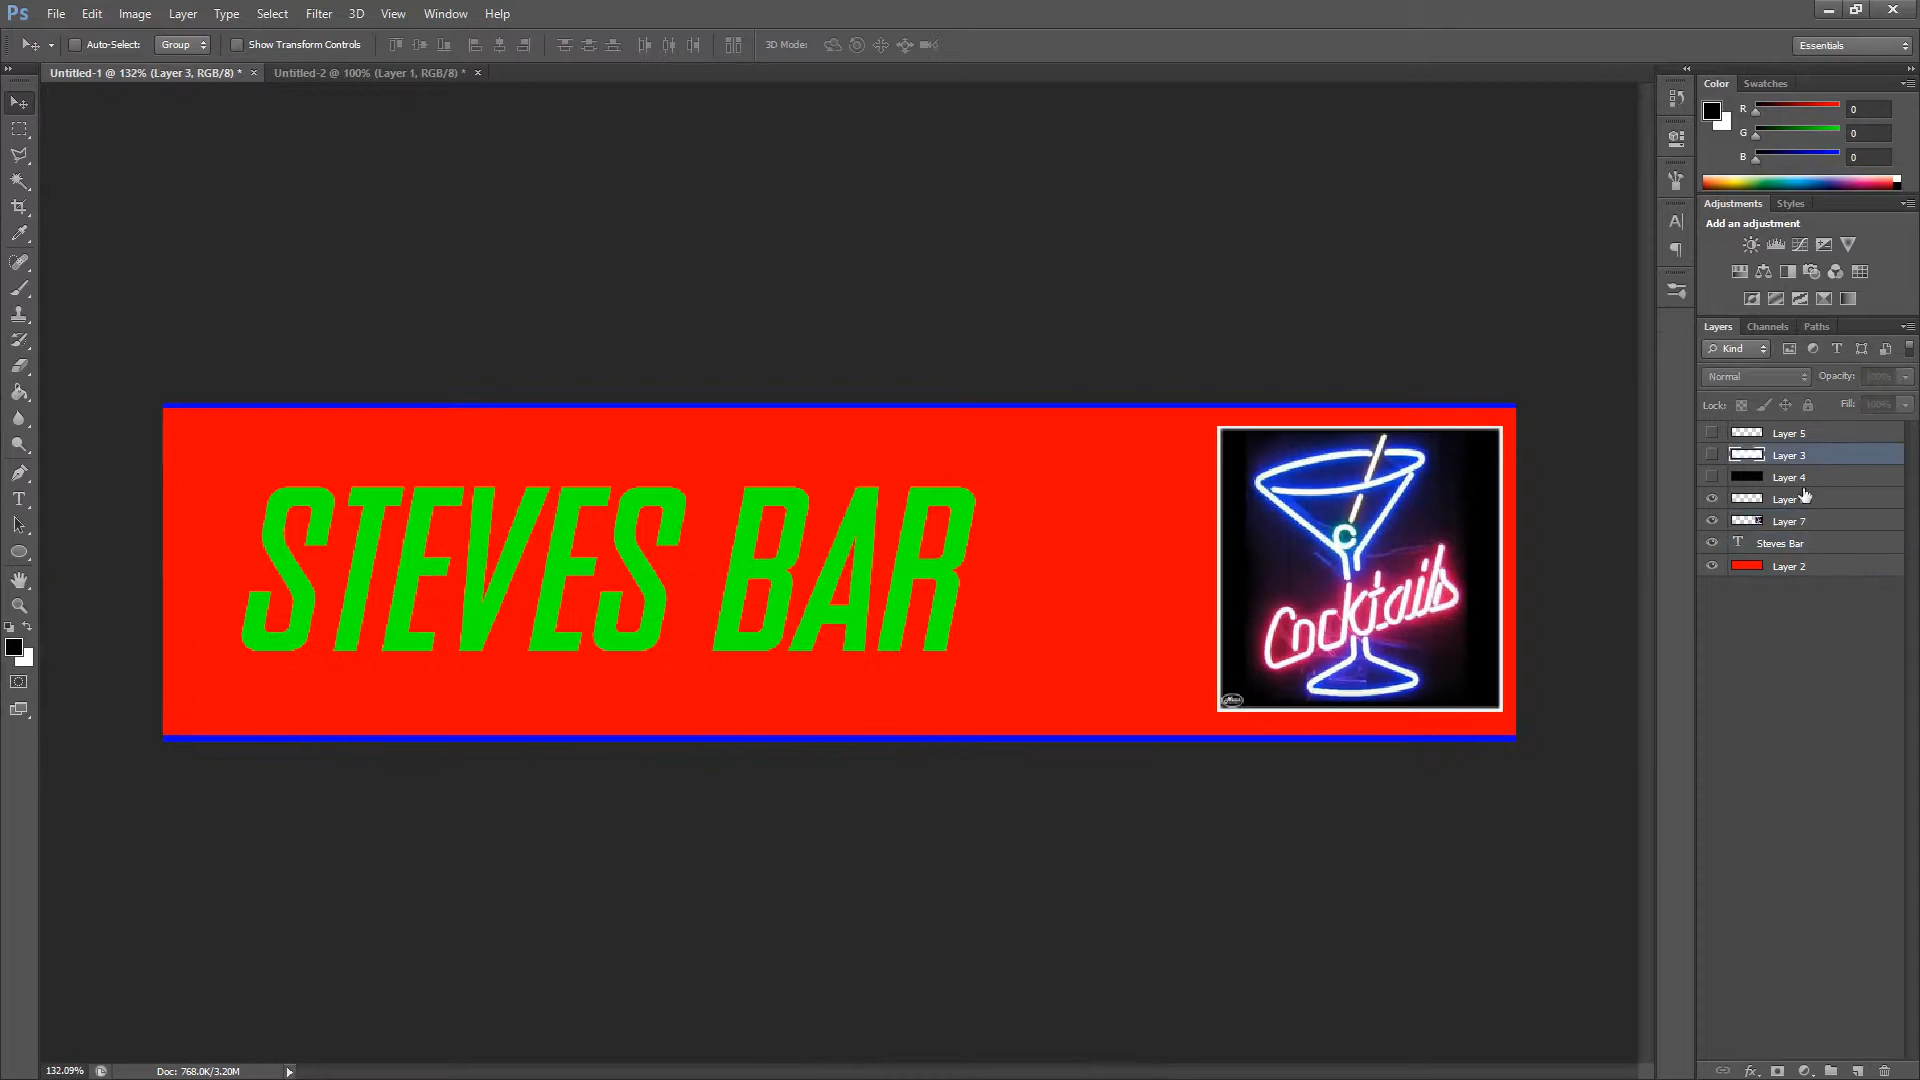 Ps File Edit Image Layer Type Select Filter 3D View Window Help
Auto-Select: Group Show Transform Controls 3D Mode: Essentials
Untitled-1 @ 132% (Layer 3, RGB/8) * × Untitled-2 @ 100% (Layer 1, RGB/8) * ×
Color Swatches
R 0
G 0
B 0
Adjustments Styles
Add an adjustment
Layers Channels Paths
Kind
Normal Opacity: 100%
Lock: Fill: 100%
Layer 5
Layer 3
Layer 4
Layer
Layer 7
T Steves Bar
Layer 2
STEVES BAR
Cocktails
132.09% Doc: 768.0K/3.20M